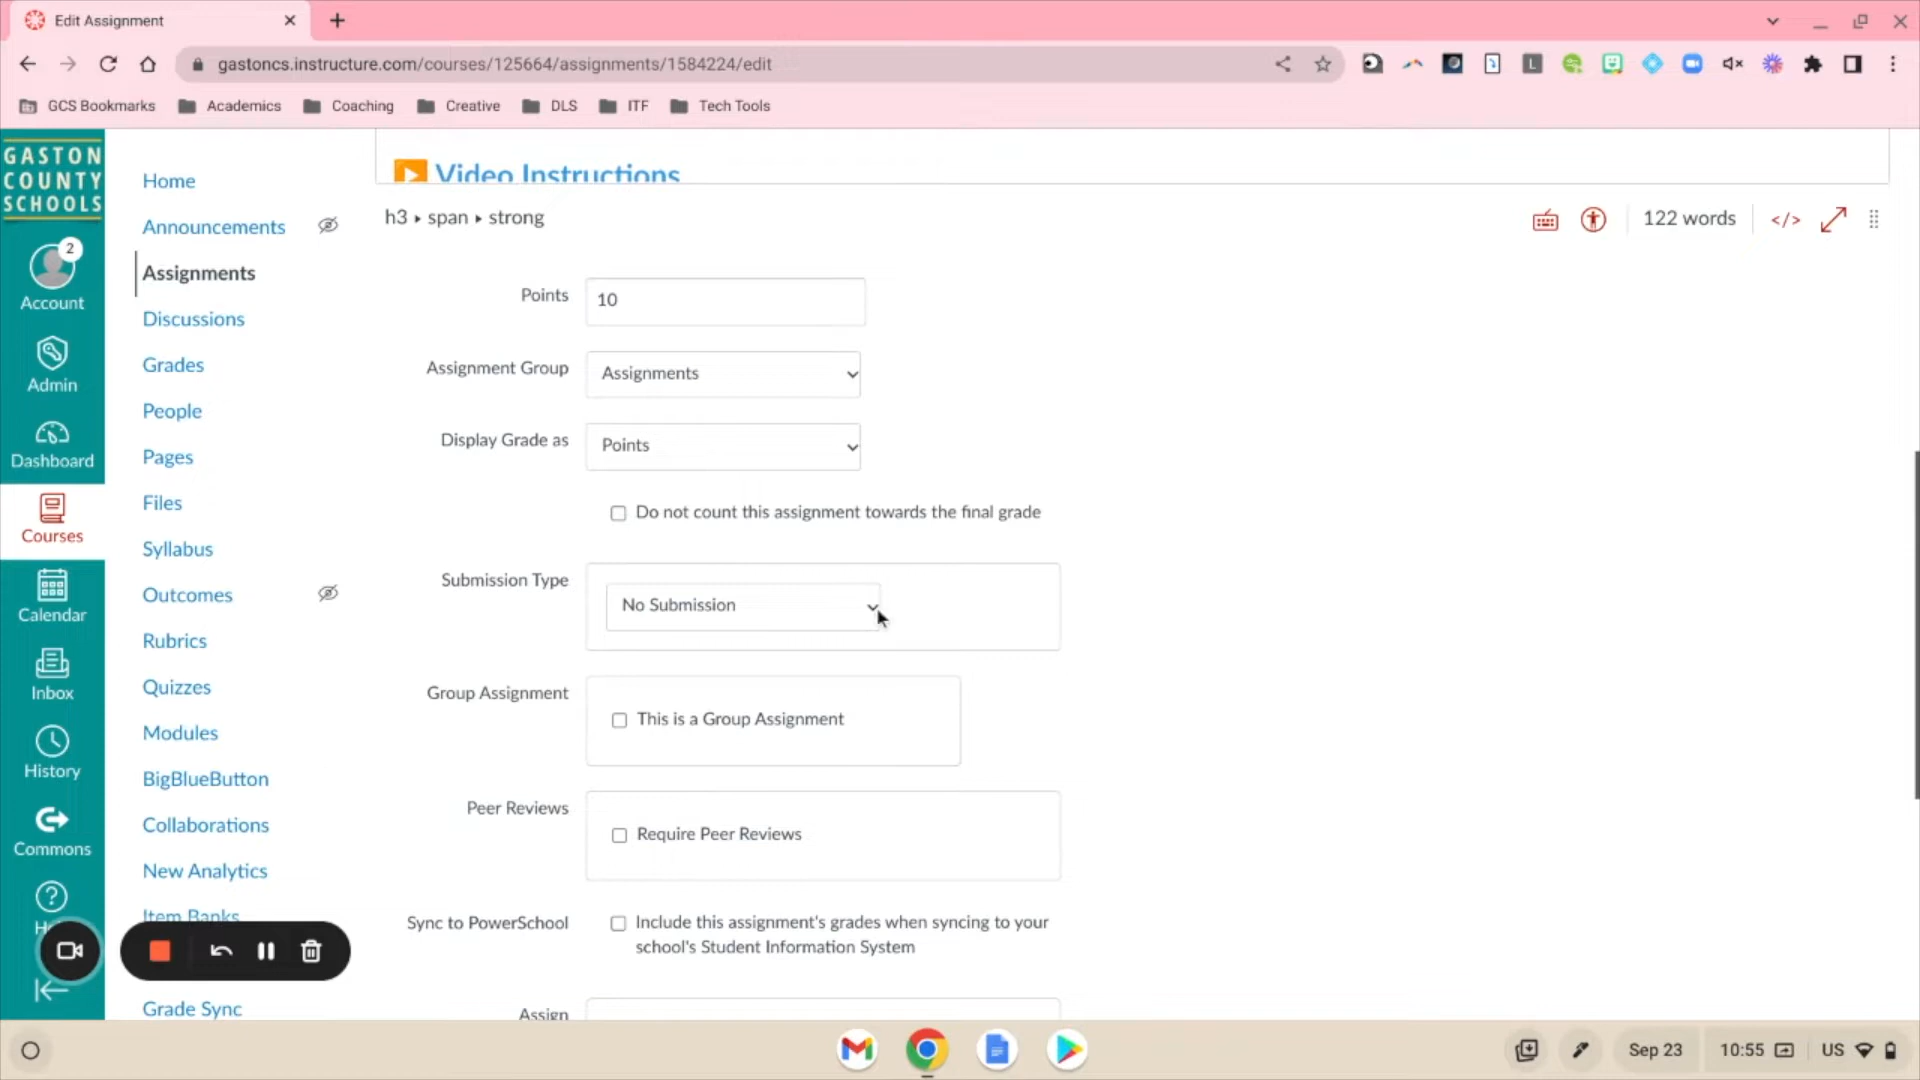 Edit Assignment
gastoncs.instructure.com/courses/125664/assignments/1584224/edit
GCS Bookmarks
Academics
Coaching
Creative
DLS
ITF
Tech Tools
GASTON
COUNTY
SCHOOLS
2
Account
Admin
Dashboard
Courses
Calendar
Inbox
History
Commons
Home
Announcements
Assignments
Discussions
Grades
People
Pages
Files
Syllabus
Outcomes
Rubrics
Quizzes
Modules
BigBlueButton
Collaborations
New Analytics
Item Banks
Grade Sync
Video Instructions
h3 ▸ span ▸ strong
122 words
</>
Points
10
Assignment Group
Assignments
Display Grade as
Points
Do not count this assignment towards the final grade
Submission Type
No Submission
Group Assignment
This is a Group Assignment
Peer Reviews
Require Peer Reviews
Sync to PowerSchool
Include this assignment's grades when syncing to your
school's Student Information System
Assign
Sep 23
10:55
US